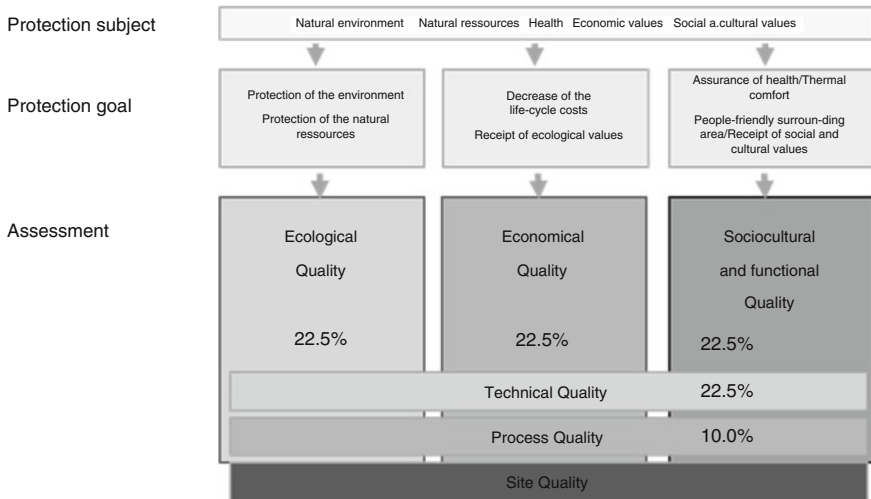 Protection subject
Natural environment Natural ressources Health Economic values Social a.cultural values
Protection goal
Protection of the environment
Protection of the natural
ressources
Decrease of the
life-cycle costs
Receipt of ecological values
Assurance of health/Thermal
comfort
People-friendly surroun-ding
area/Receipt of social and
cultural values
Assessment
Ecological
Quality
22.5%
Economical
Quality
22.5%
Sociocultural
and functional
Quality
22.5%
Technical Quality 22.5%
Process Quality 10.0%
Site Quality